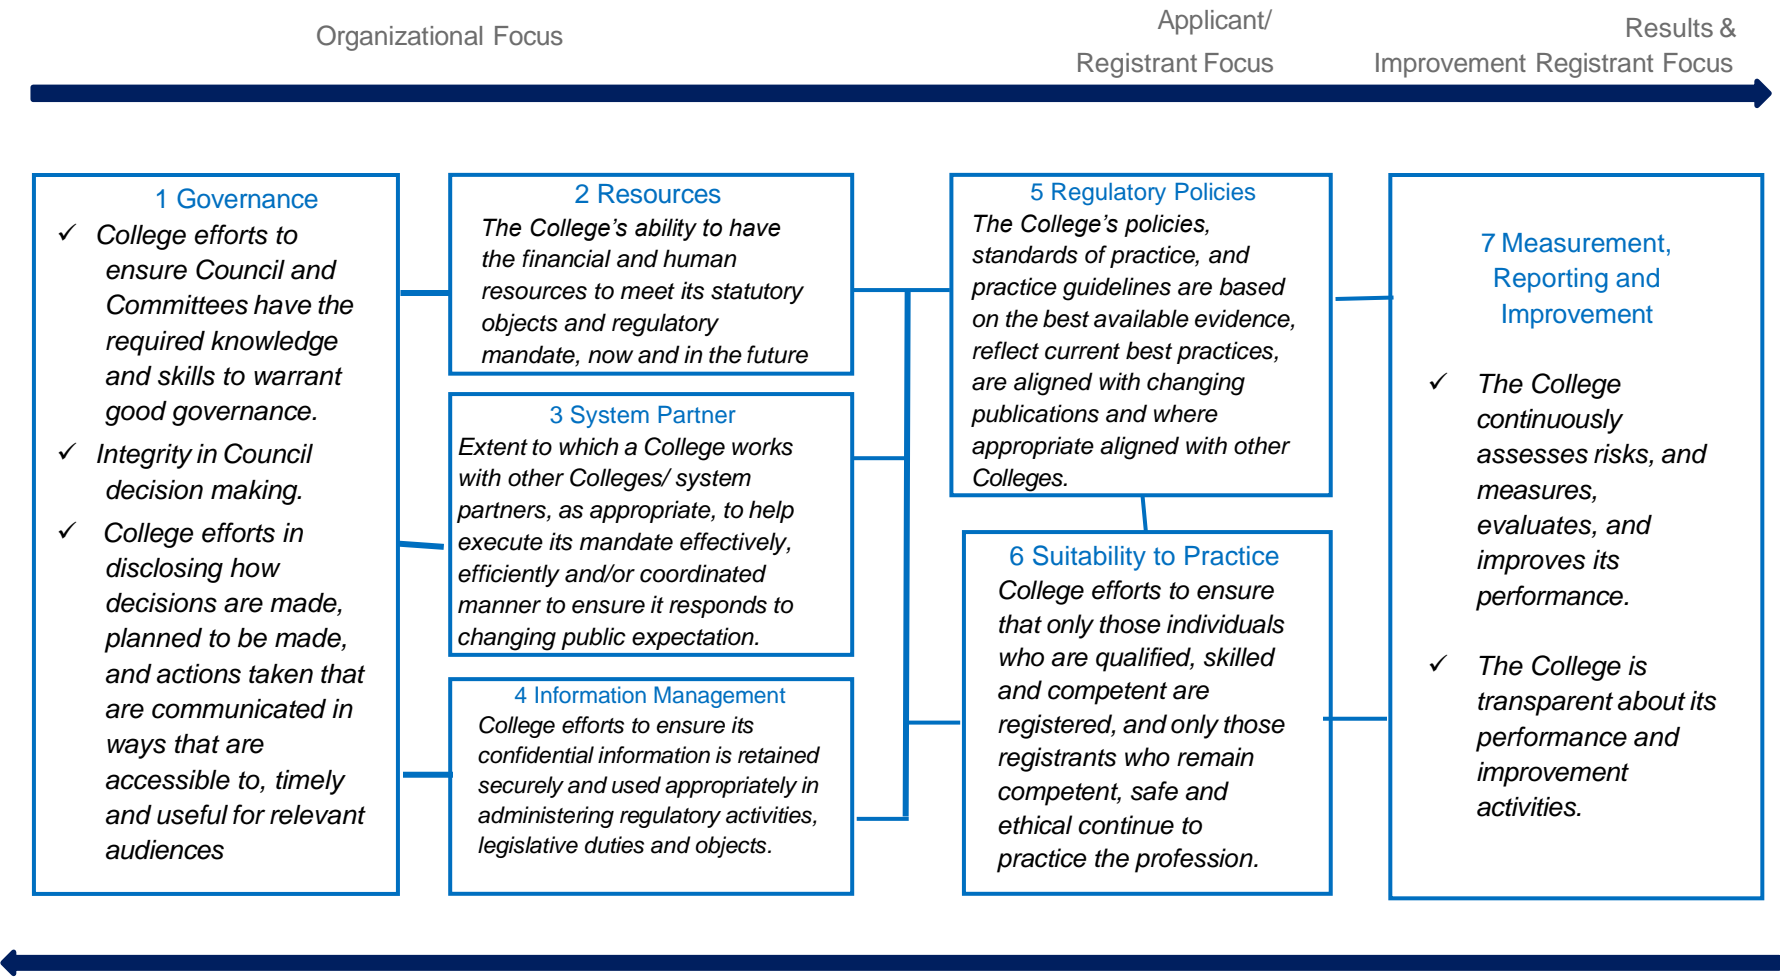 Organizational Focus
Applicant/
Registrant Focus
Results &
Improvement Registrant Focus
1 Governance
✓ College efforts to
ensure Council and
Committees have the
required knowledge
and skills to warrant
good governance.
✓ Integrity in Council
decision making.
✓ College efforts in
disclosing how
decisions are made,
planned to be made,
and actions taken that
are communicated in
ways that are
accessible to, timely
and useful for relevant
audiences
2 Resources
The College’s ability to have
the financial and human
resources to meet its statutory
objects and regulatory
mandate, now and in the future
3 System Partner
Extent to which a College works
with other Colleges/ system
partners, as appropriate, to help
execute its mandate effectively,
efficiently and/or coordinated
manner to ensure it responds to
changing public expectation.
4 Information Management
College efforts to ensure its
confidential information is retained
securely and used appropriately in
administering regulatory activities,
legislative duties and objects.
5 Regulatory Policies
The College’s policies,
standards of practice, and
practice guidelines are based
on the best available evidence,
reflect current best practices,
are aligned with changing
publications and where
appropriate aligned with other
Colleges.
6 Suitability to Practice
College efforts to ensure
that only those individuals
who are qualified, skilled
and competent are
registered, and only those
registrants who remain
competent, safe and
ethical continue to
practice the profession.
7 Measurement,
Reporting and
Improvement
✓ The College
continuously
assesses risks, and
measures,
evaluates, and
improves its
performance.
✓ The College is
transparent about its
performance and
improvement
activities.